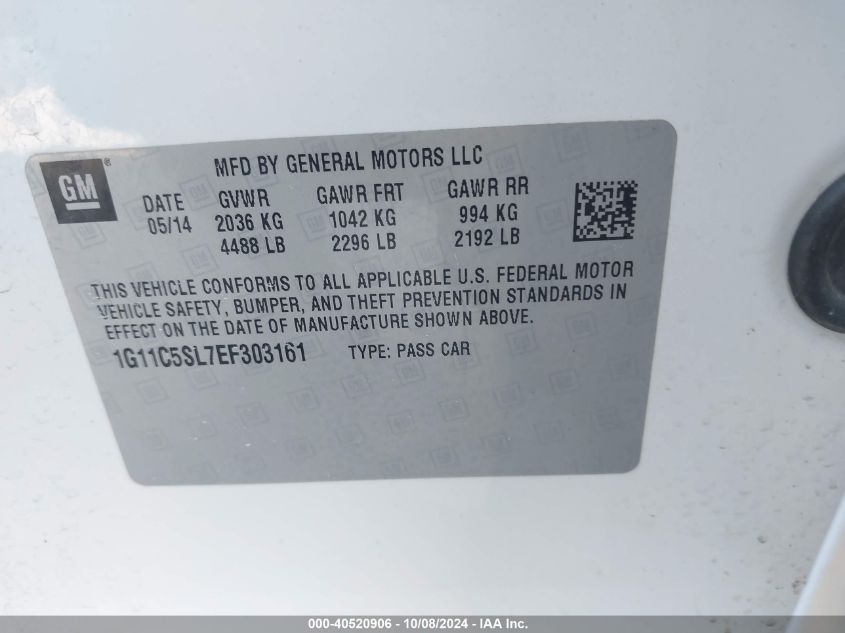 GM®
MFD BY GENERAL MOTORS LLC
DATE GVWR GAWR FRT GAWR RR
05/14 2036 KG 1042 KG 994 KG
4488 LB 2296 LB 2192 LB
THIS VEHICLE CONFORMS TO ALL APPLICABLE U.S. FEDERAL MOTOR
VEHICLE SAFETY, BUMPER, AND THEFT PREVENTION STANDARDS IN
EFFECT ON THE DATE OF MANUFACTURE SHOWN ABOVE.
1G11C5SL7EF303161 TYPE: PASS CAR
000-40520906 - 10/08/2024 - IAA Inc.